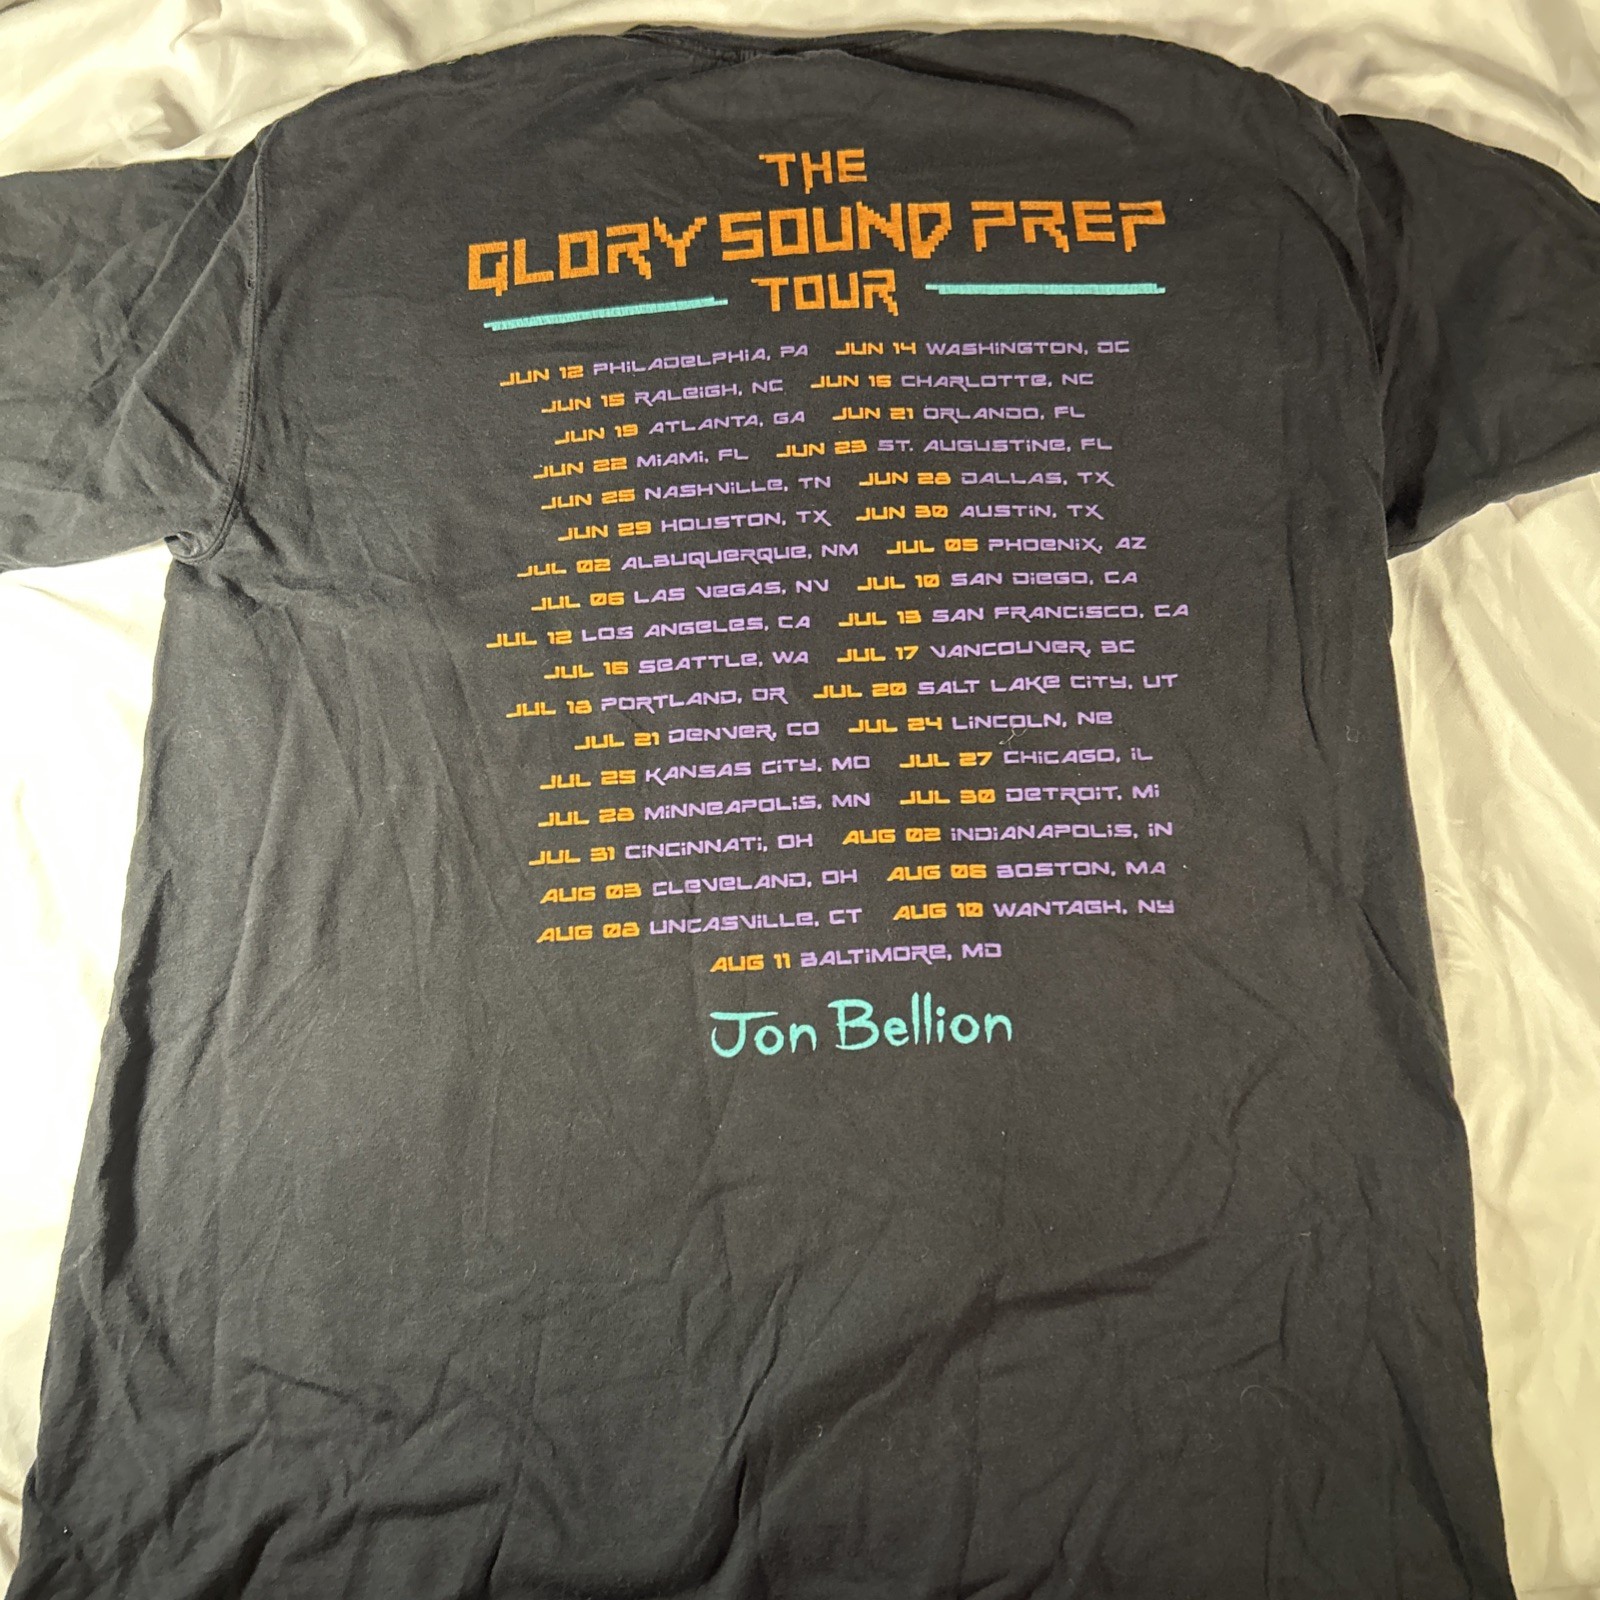 THE
GLORY SOUND PREP
TOUR
JUN 12 PHILADELPHIA, PA JUN 14 WASHINGTON, DC
JUN 15 RALEIGH, NC JUN 16 CHARLOTTE, NC
JUN 19 ATLANTA, GA JUN 21 ORLANDO, FL
JUN 22 MIAMI, FL JUN 23 ST. AUGUSTINE, FL
JUN 25 NASHVILLE, TN JUN 28 DALLAS, TX
JUN 29 HOUSTON, TX JUN 30 AUSTIN, TX
JUL 02 ALBUQUERQUE, NM JUL 05 PHOENIX, AZ
JUL 06 LAS VEGAS, NV JUL 10 SAN DIEGO, CA
JUL 12 LOS ANGELES, CA JUL 13 SAN FRANCISCO, CA
JUL 16 SEATTLE, WA JUL 17 VANCOUVER, BC
JUL 18 PORTLAND, OR JUL 20 SALT LAKE CITY, UT
JUL 21 DENVER, CO JUL 24 LINCOLN, NE
JUL 25 KANSAS CITY, MO JUL 27 CHICAGO, IL
JUL 28 MINNEAPOLIS, MN JUL 30 DETROIT, MI
JUL 31 CINCINNATI, OH AUG 02 INDIANAPOLIS, IN
AUG 03 CLEVELAND, OH AUG 06 BOSTON, MA
AUG 08 UNCASVILLE, CT AUG 10 WANTAGH, NY
AUG 11 BALTIMORE, MD
Jon Bellion